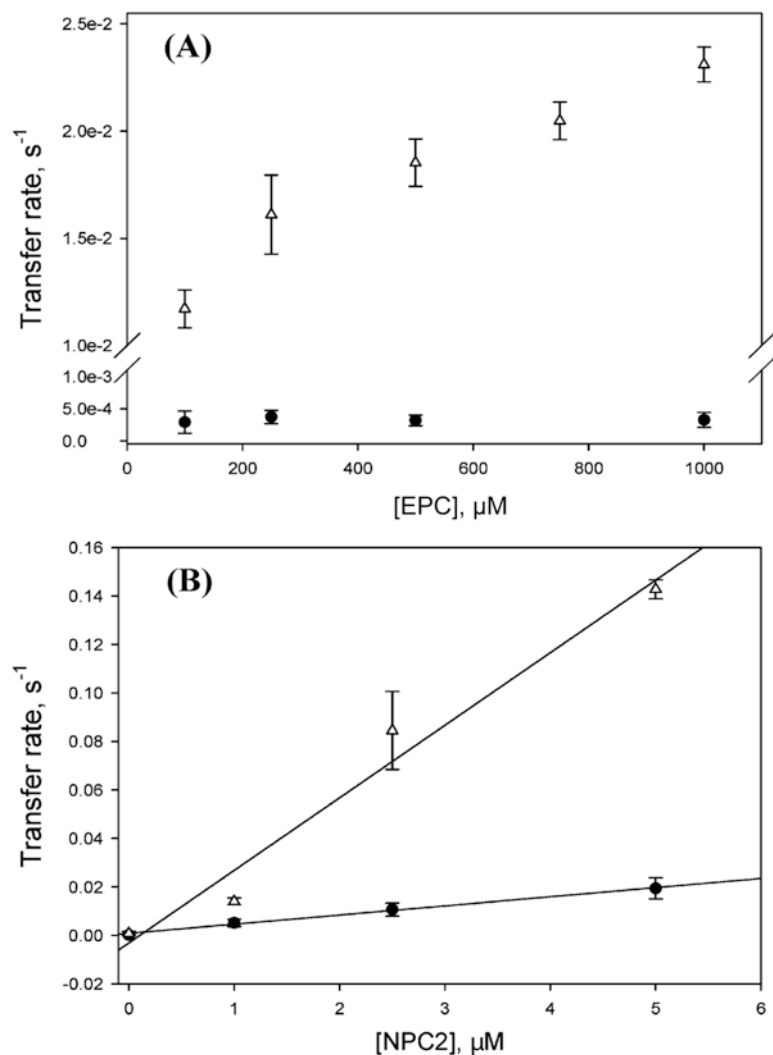 (A)
Transfer rate, s⁻¹
2.5e-2
2.0e-2
1.5e-2
1.0e-2
1.0e-3
5.0e-4
0.0
0 200 400 600 800 1000
[EPC], µM
(B)
Transfer rate, s⁻¹
0.16
0.14
0.12
0.10
0.08
0.06
0.04
0.02
0.00
-0.02
0 1 2 3 4 5 6
[NPC2], µM